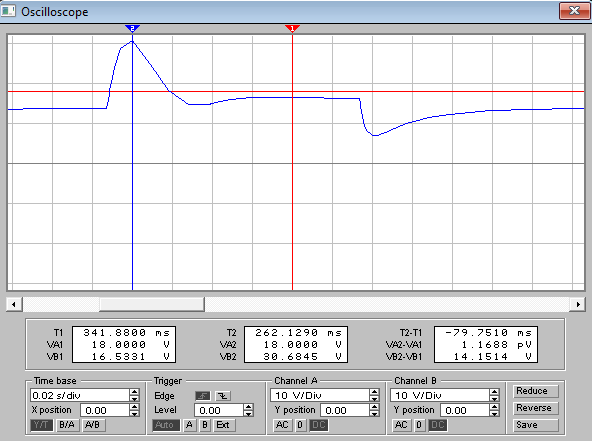 Oscilloscope
2 1
T1 341.8800 ms T2 262.1290 ms T2-T1 -79.7510 ms
VA1 18.0000 V VA2 18.0000 V VA2-VA1 1.1688 pV
VB1 16.5331 V VB2 30.6845 V VB2-VB1 14.1514 V
Time base Trigger Channel A Channel B
0.02 s/div Edge 10 V/Div 10 V/Div Reduce
X position 0.00 Level 0.00 Y position 0.00 Y position 0.00 Reverse
Y/T B/A A/B Auto A B Ext AC 0 DC AC 0 DC Save